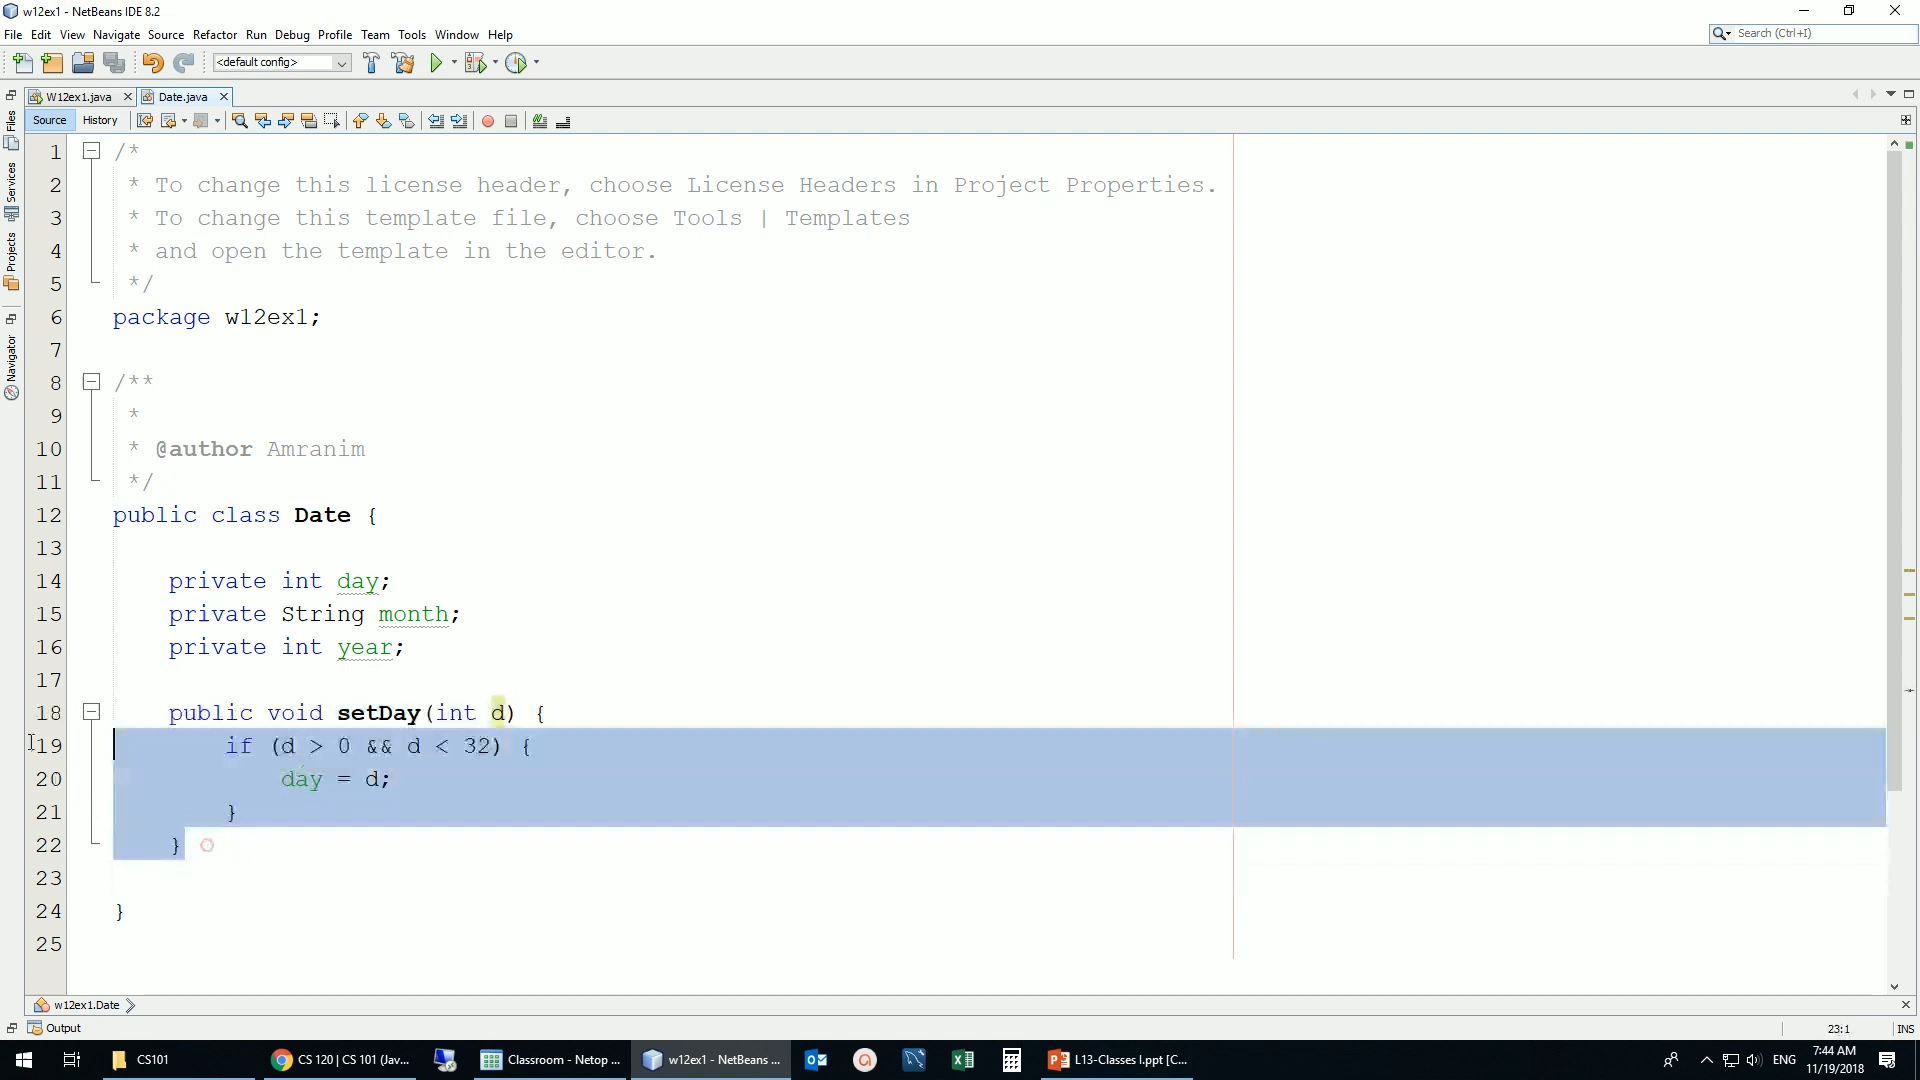 w12ex1 - NetBeans IDE 8.2
File Edit View Navigate Source Refactor Run Debug Profile Team Tools Window Help
Search (Ctrl+I)
<default config>
W12ex1.java
Date.java
Source History
Files
Services
Projects
Navigator
1 /*
2 * To change this license header, choose License Headers in Project Properties.
3 * To change this template file, choose Tools | Templates
4 * and open the template in the editor.
5 */
6 package w12ex1;
7
8 /**
9 *
10 * @author Amranim
11 */
12 public class Date {
13
14 private int day;
15 private String month;
16 private int year;
17
18 public void setDay(int d) {
19 if (d > 0 && d < 32) {
20 day = d;
21 }
22 }
23
24 }
25
w12ex1.Date
Output
23:1 INS
CS101
CS 120 | CS 101 (Jav...
Classroom - Netop ...
w12ex1 - NetBeans ...
L13-Classes I.ppt [C...
ENG
7:44 AM
11/19/2018